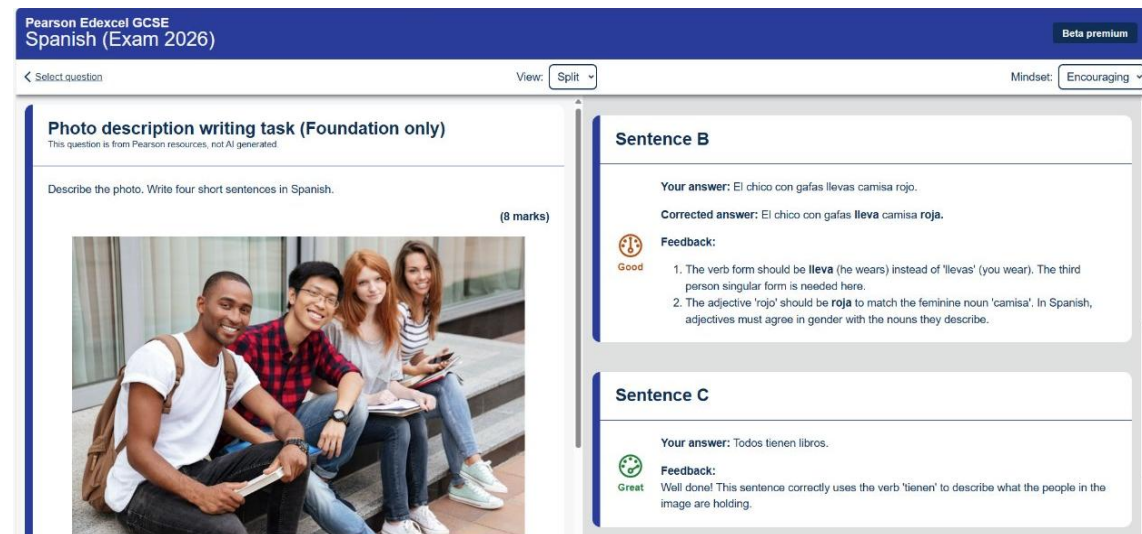 Pearson Edexcel GCSE
Spanish (Exam 2026)
Beta premium
Select question
View: Split
Mindset: Encouraging
Photo description writing task (Foundation only)
This question is from Pearson resources, not AI generated.
Describe the photo. Write four short sentences in Spanish.
(8 marks)
Sentence B
Your answer: El chico con gafas llevas camisa rojo.
Corrected answer: El chico con gafas lleva camisa roja.
Good
Feedback:
1. The verb form should be lleva (he wears) instead of 'llevas' (you wear). The third
person singular form is needed here.
2. The adjective 'rojo' should be roja to match the feminine noun 'camisa'. In Spanish,
adjectives must agree in gender with the nouns they describe.
Sentence C
Your answer: Todos tienen libros.
Great
Feedback:
Well done! This sentence correctly uses the verb 'tienen' to describe what the people in the
image are holding.